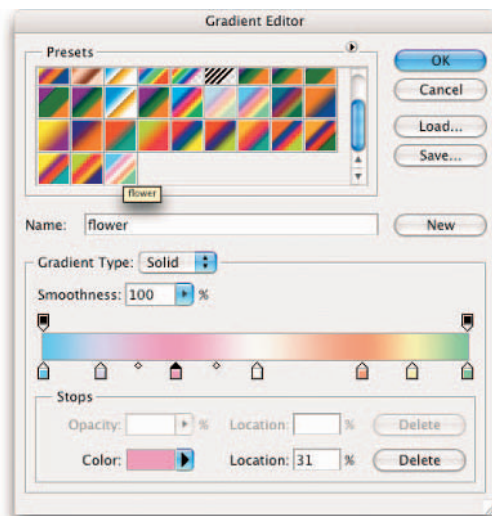 Gradient Editor
Presets
OK
Cancel
Load...
Save...
flower
Name: flower
New
Gradient Type: Solid
Smoothness: 100 %
Stops
Opacity: % Location: % Delete
Color: Location: 31 % Delete